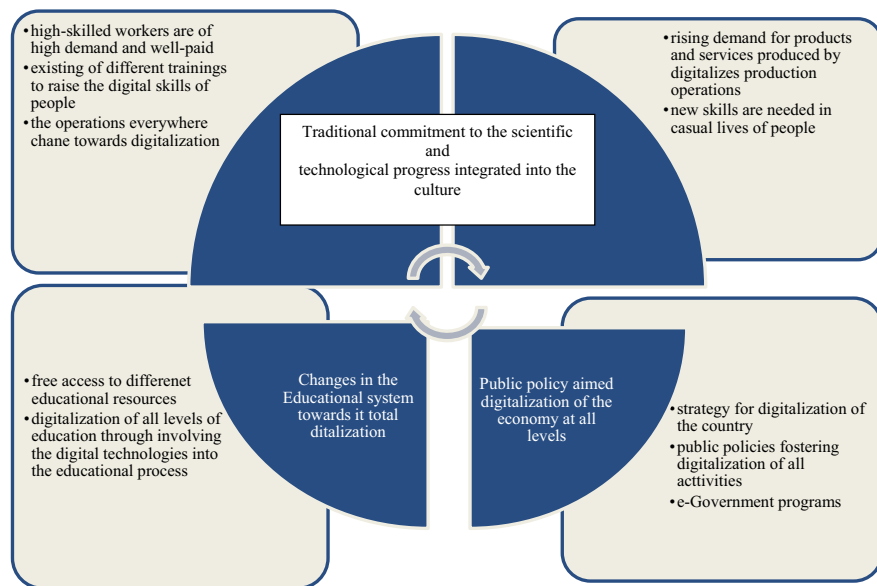 •high-skilled workers are of
high demand and well-paid
•existing of different trainings
to raise the digital skills of
people
•the operations everywhere
chane towards digitalization
•rising demand for products
and services produced by
digitalizes production
operations
•new skills are needed in
casual lives of people
Traditional commitment to the scientific
and
technological progress integrated into the
culture
•free access to differenet
educational resources
•digitalization of all levels of
education through involving
the digital technologies into
the educational process
Changes in the
Educational system
towards it total
ditalization
Public policy aimed
digitalization of the
economy at all
levels
•strategy for digitalization of
the country
•public policies fostering
digitalization of all
acttivities
•e-Government programs